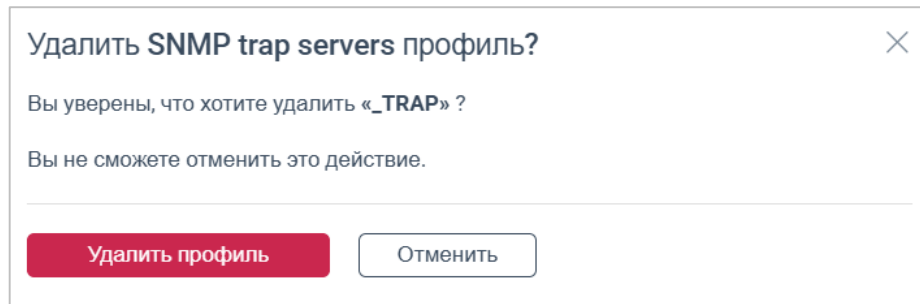 Удалить SNMP trap servers профиль?
Вы уверены, что хотите удалить «_TRAP» ?
Вы не сможете отменить это действие.
Удалить профиль
Отменить